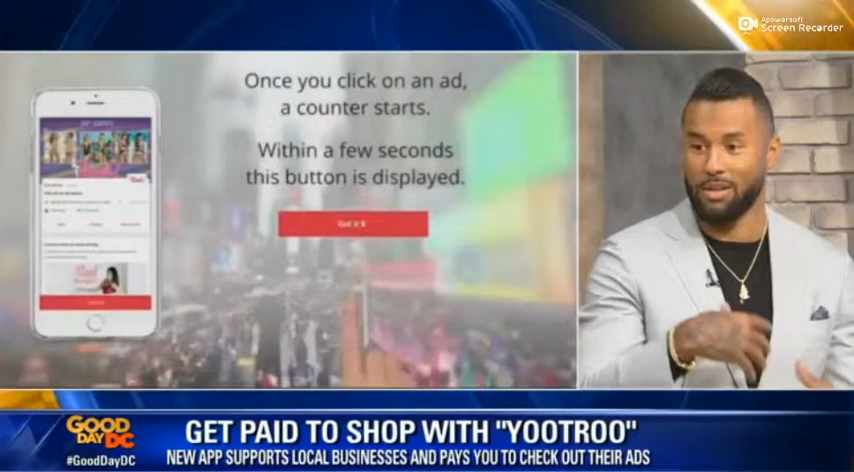 Apowersoft
Screen Recorder
Once you click on an ad,
a counter starts.
Within a few seconds
this button is displayed.
Got it $
GOOD
DAY DC
#GoodDayDC
GET PAID TO SHOP WITH "YOOTROO"
NEW APP SUPPORTS LOCAL BUSINESSES AND PAYS YOU TO CHECK OUT THEIR ADS